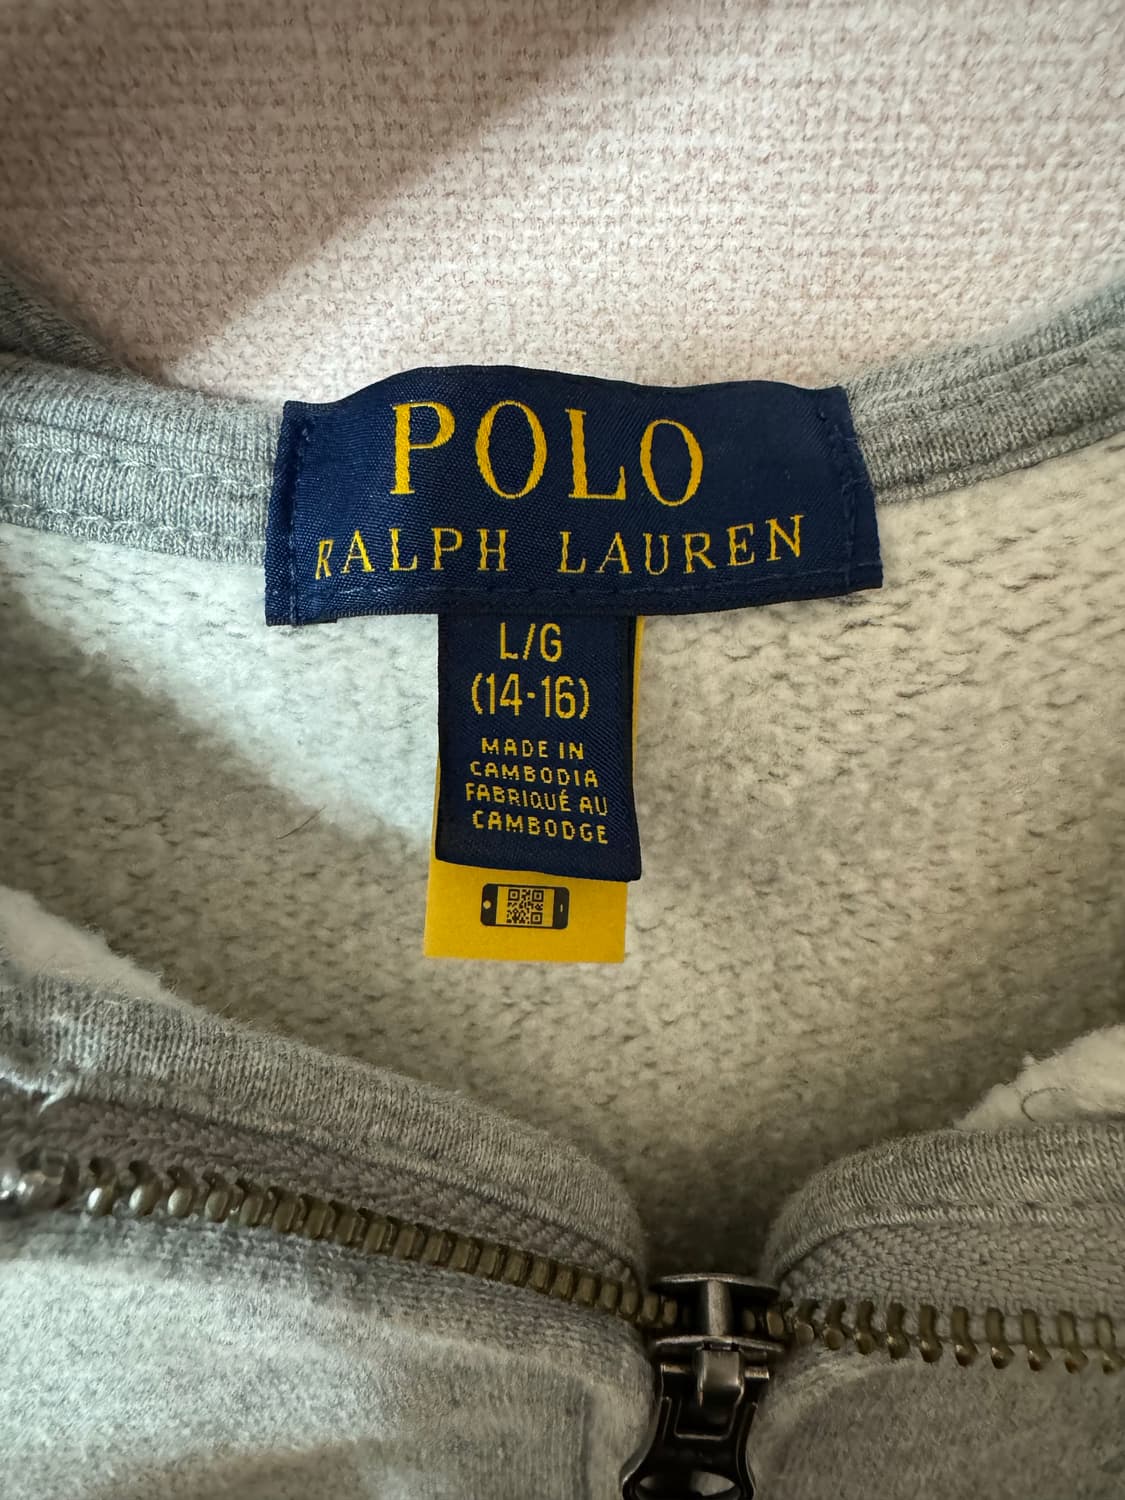 POLO
RALPH LAUREN
L/G
(14-16)
MADE IN
CAMBODIA
FABRIQUÉ AU
CAMBODGE